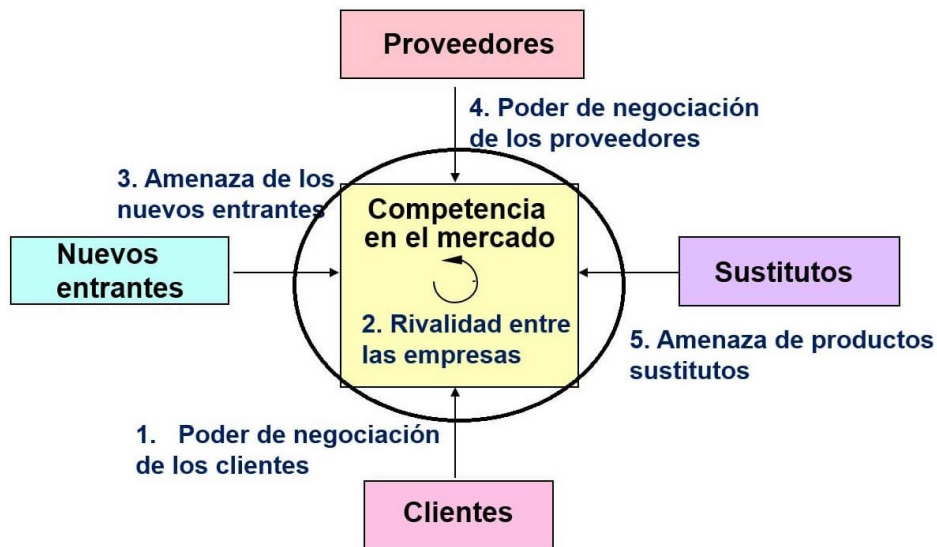 Proveedores
4. Poder de negociación
de los proveedores
3. Amenaza de los
nuevos entrantes
Competencia
en el mercado
Nuevos
entrantes
Sustitutos
2. Rivalidad entre
las empresas
5. Amenaza de productos
sustitutos
1. Poder de negociación
de los clientes
Clientes